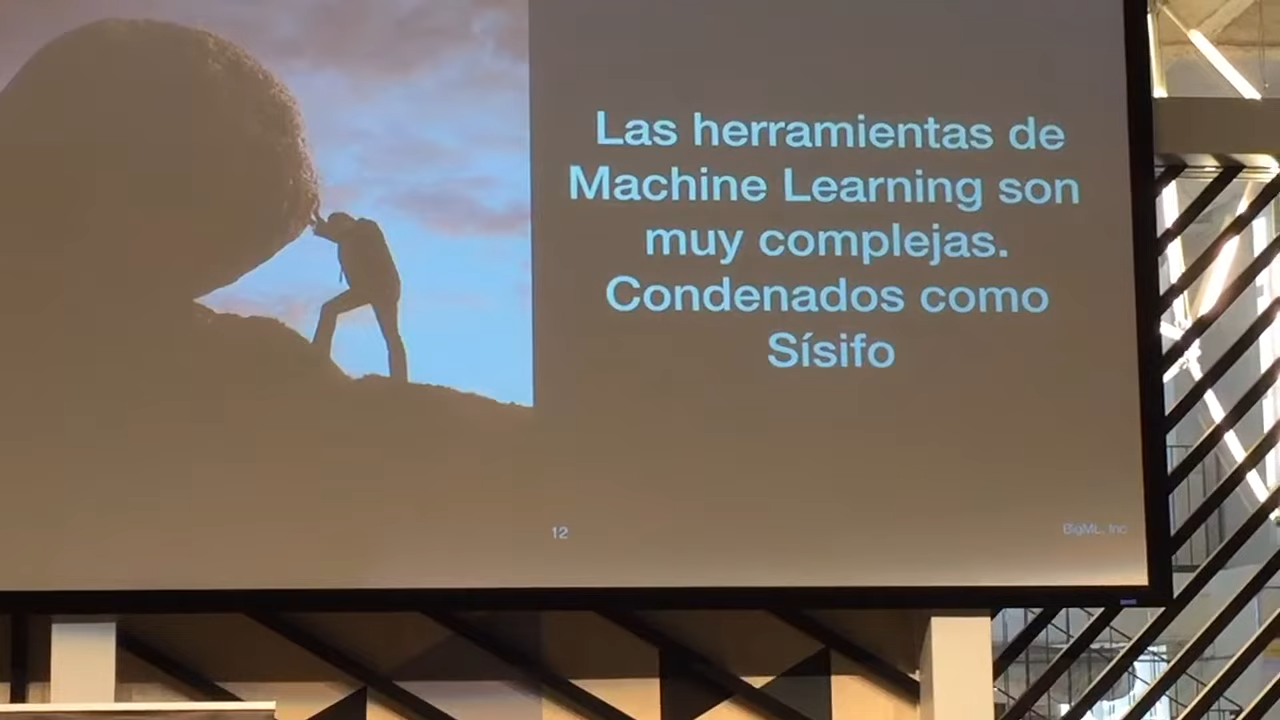 Las herramientas de
Machine Learning son
muy complejas.
Condenados como
Sísifo
12
BigML, Inc